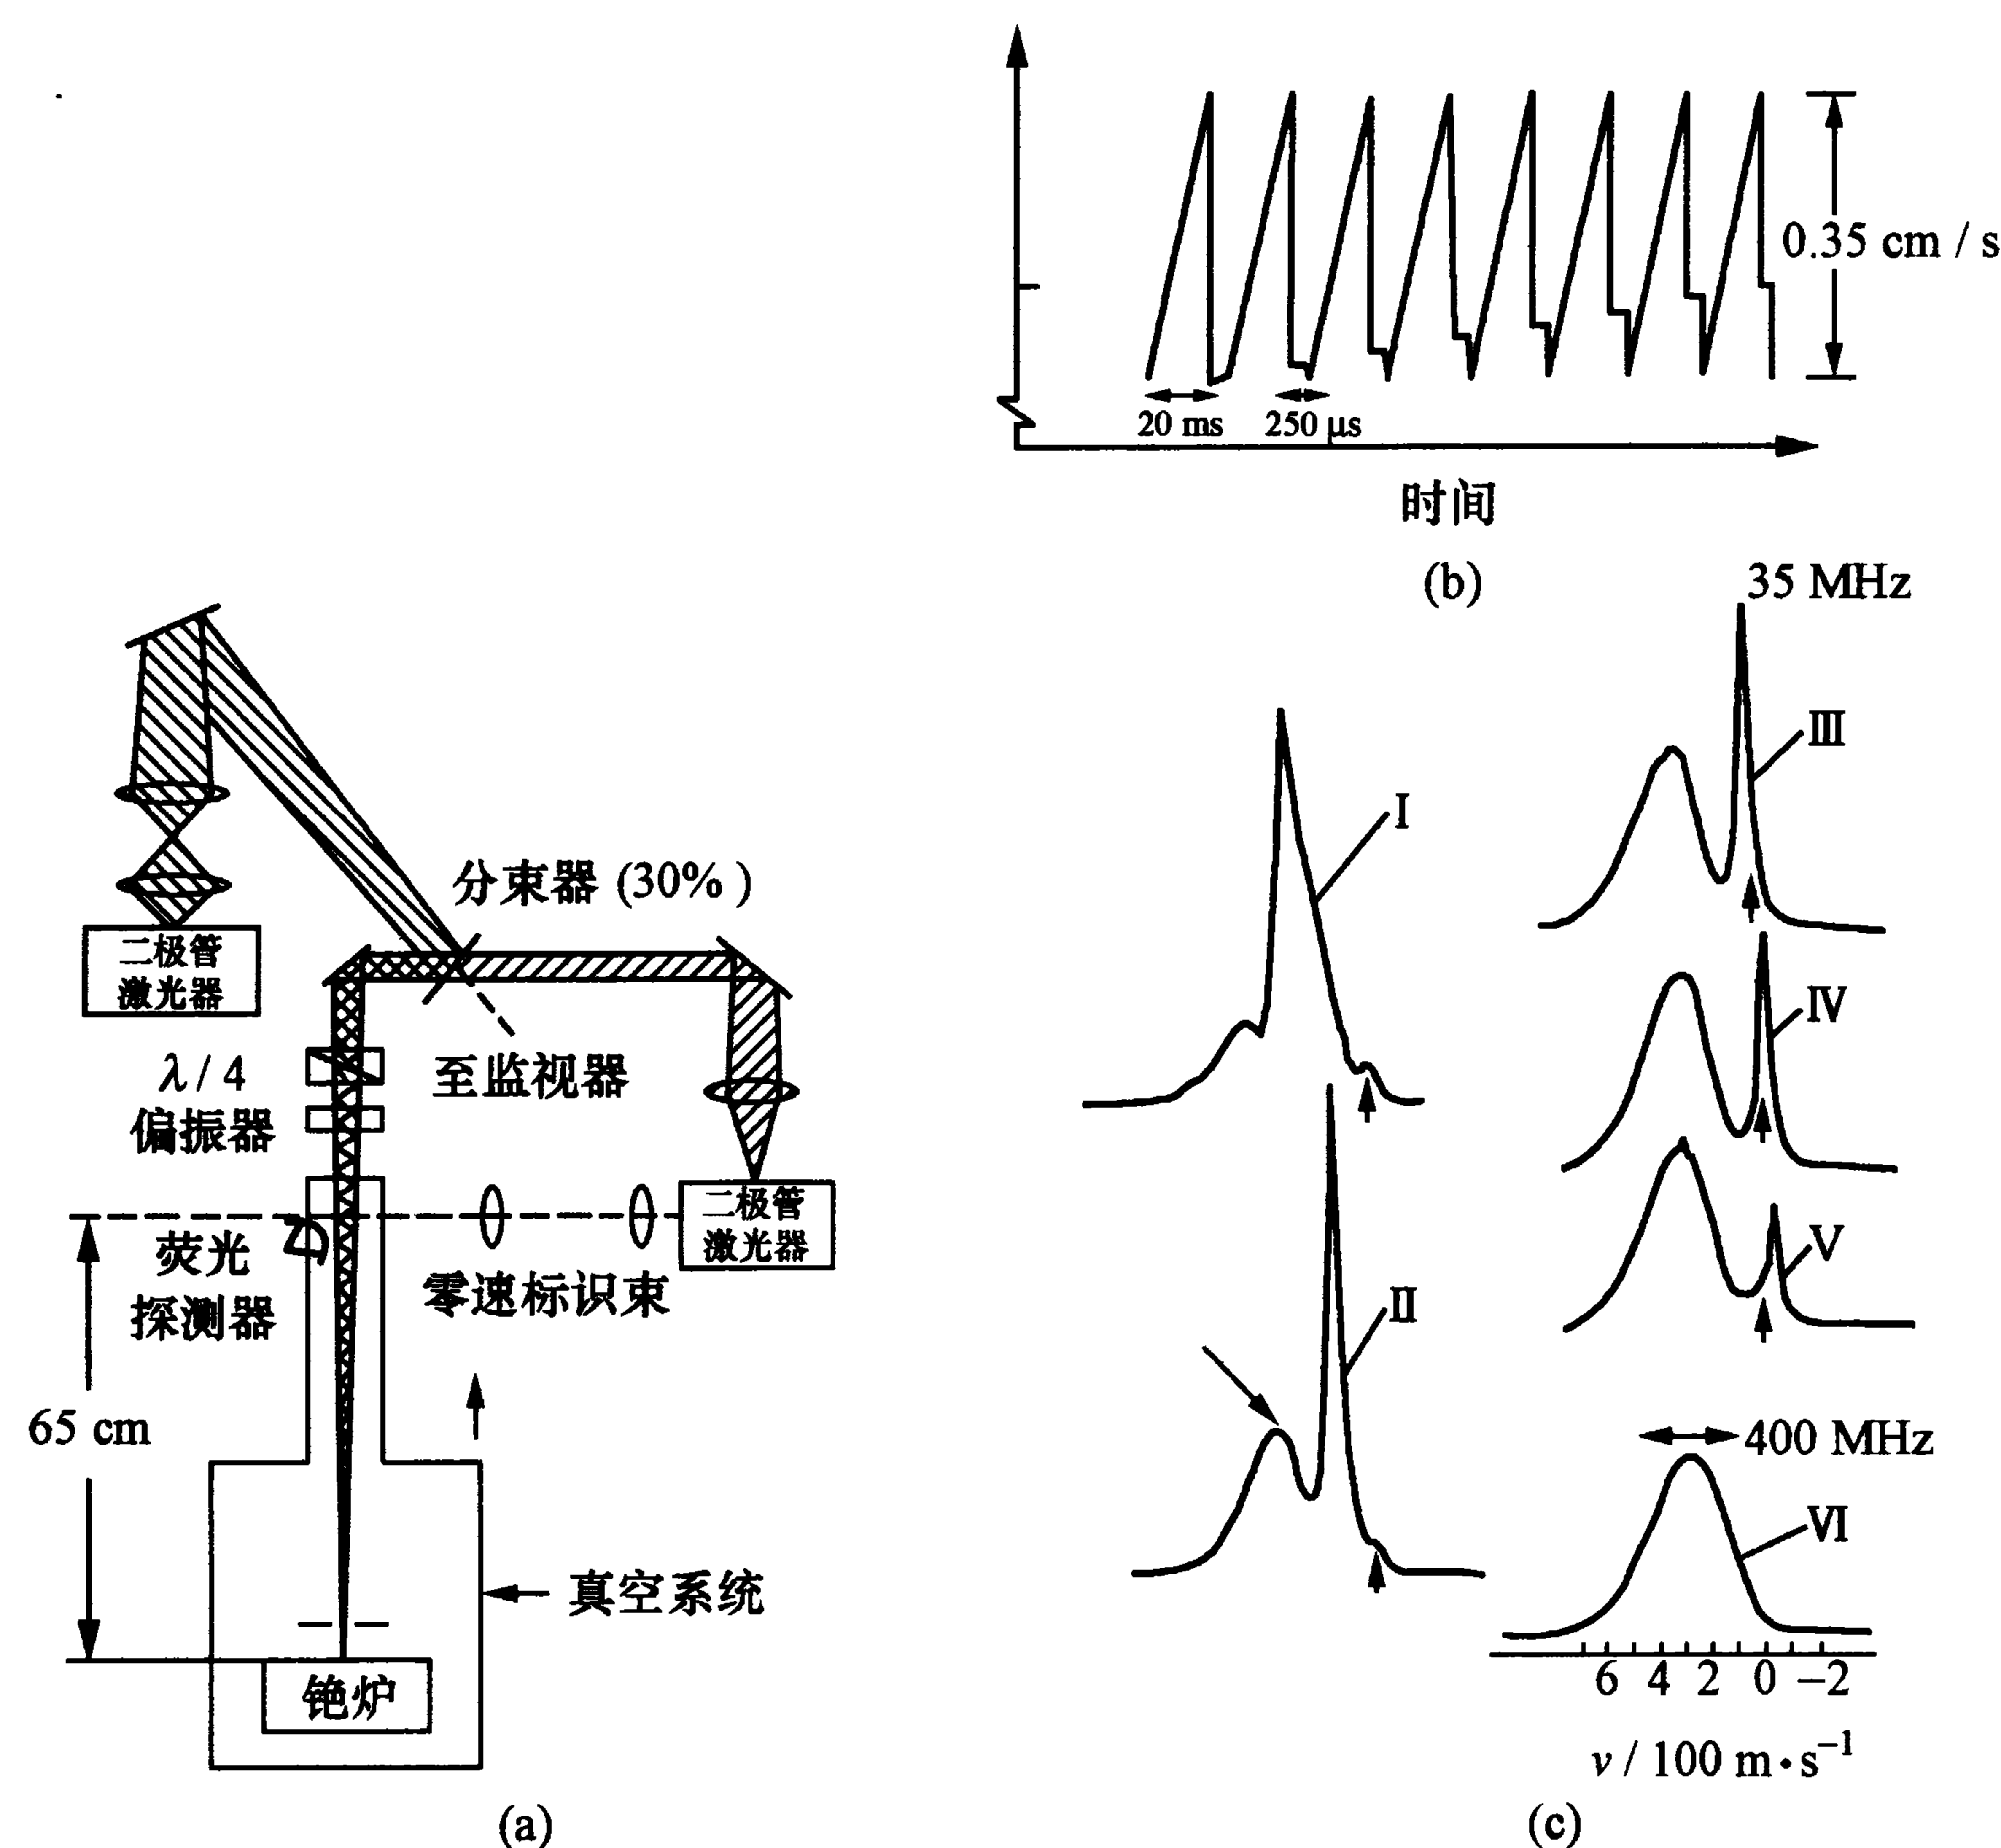 0.35 cm / s
20 ms
250 μs
时间
(b)
35 MHz
Ⅲ
Ⅰ
分束器 (30%)
二极管
激光器
Ⅳ
λ / 4
偏振器
至监视器
二极管
激光器
Ⅴ
荧光
探测器
零速标识束
Ⅱ
65 cm
400 MHz
Ⅵ
真空系统
铯炉
6 4 2 0 −2
v / 100 m · s⁻¹
(a)
(c)